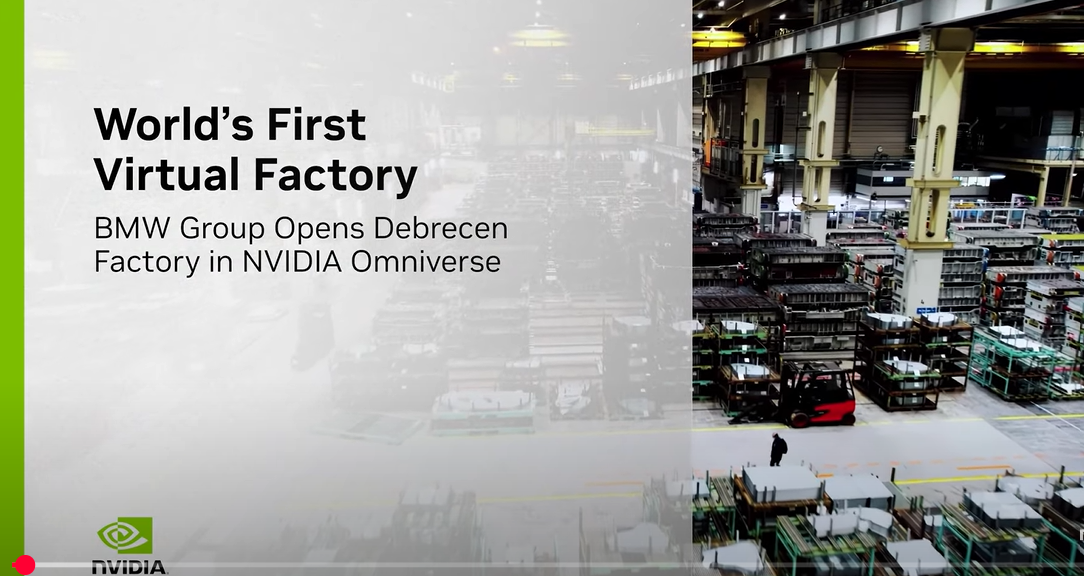 World's First
Virtual Factory
BMW Group Opens Debrecen
Factory in NVIDIA Omniverse
NVIDIA.